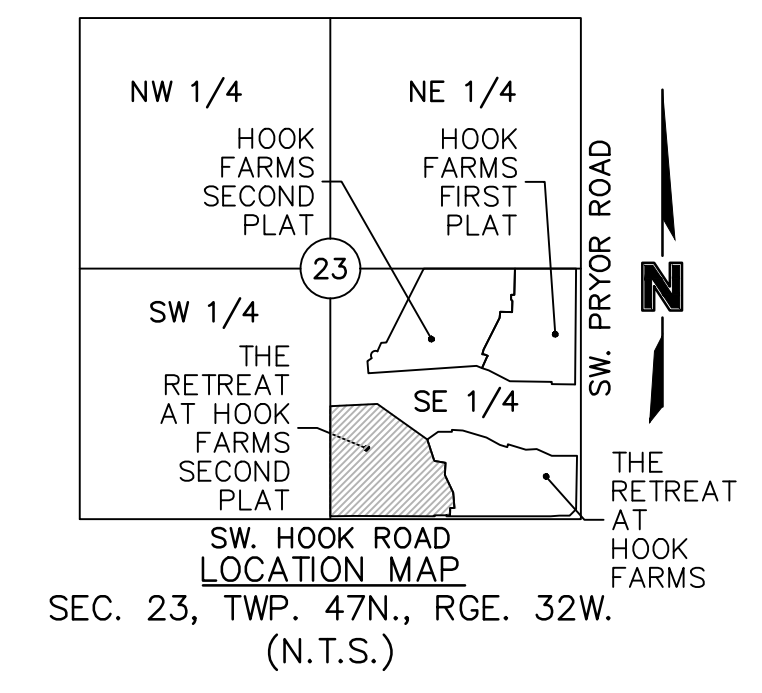 NW 1/4
NE 1/4
HOOK
FARMS
SECOND
PLAT
HOOK
FARMS
FIRST
PLAT
SW. PRYOR ROAD
N
23
SW 1/4
THE
RETREAT
AT HOOK
FARMS
SECOND
PLAT
SE 1/4
THE
RETREAT
AT
HOOK
FARMS
SW. HOOK ROAD
LOCATION MAP
SEC. 23, TWP. 47N., RGE. 32W.
(N.T.S.)